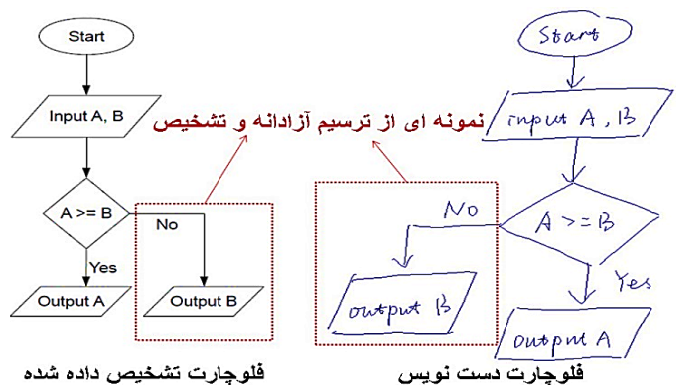 Start
Input A, B
A >= B
No
Yes
Output A
Output B
فلوچارت تشخیص داده شده
نمونه ای از ترسیم آزادانه و تشخیص
Start
input A , B
A >= B
No
Yes
output B
output A
فلوچارت دست نویس